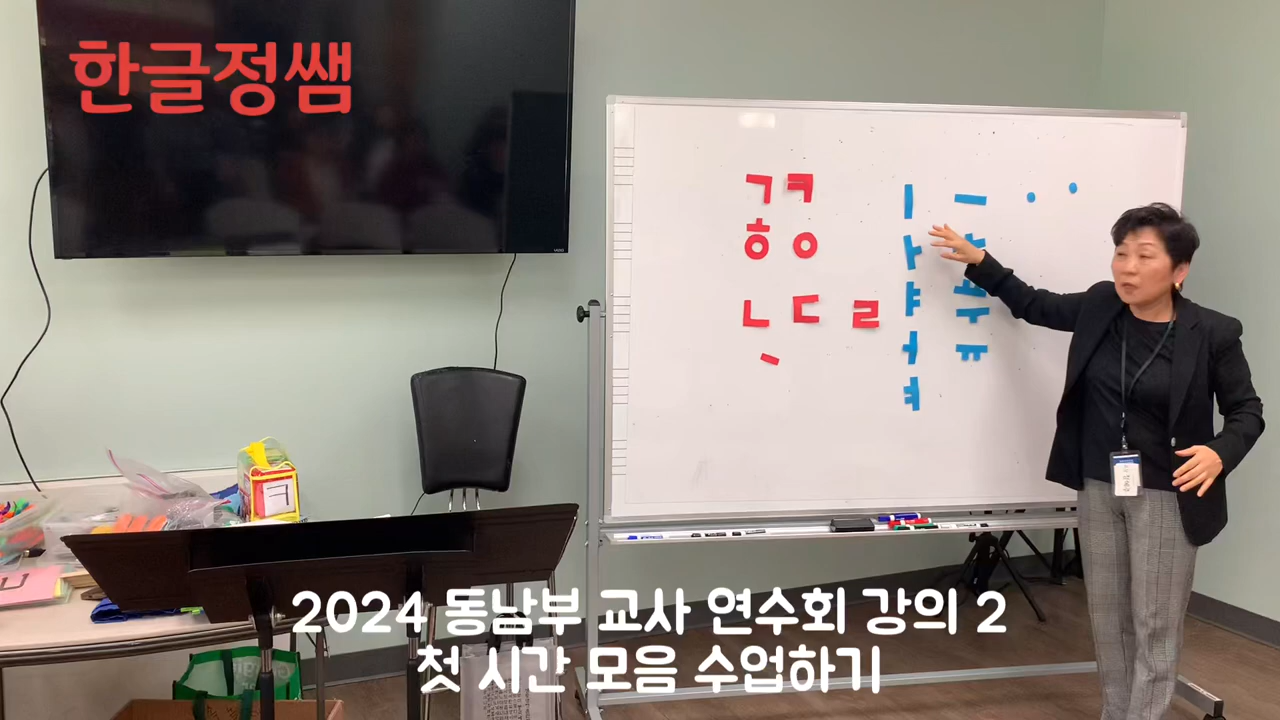 한글정쌤
ㄱ ㅋ ㅣ ㅡ
ㅎ ㅇ ㅏ ㅗ
ㅑ ㅛ
ㄴ ㄷ ㄹ ㅜ
ㅓ ㅠ
ㅕ
2024 동남부 교사 연수회 강의 2
첫 시간 모음 수업하기